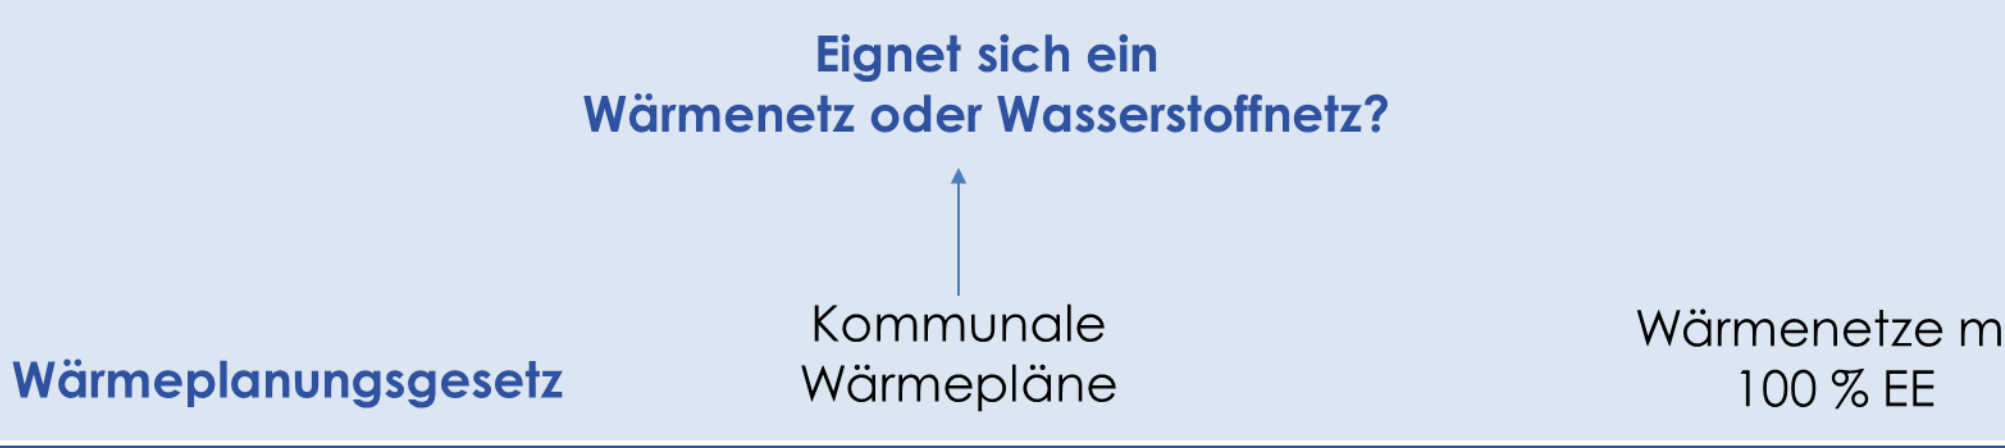 Eignet sich ein
Wärmenetz oder Wasserstoffnetz?
Kommunale
Wärmepläne
Wärmeplanungsgesetz
Wärmenetze m
100 % EE